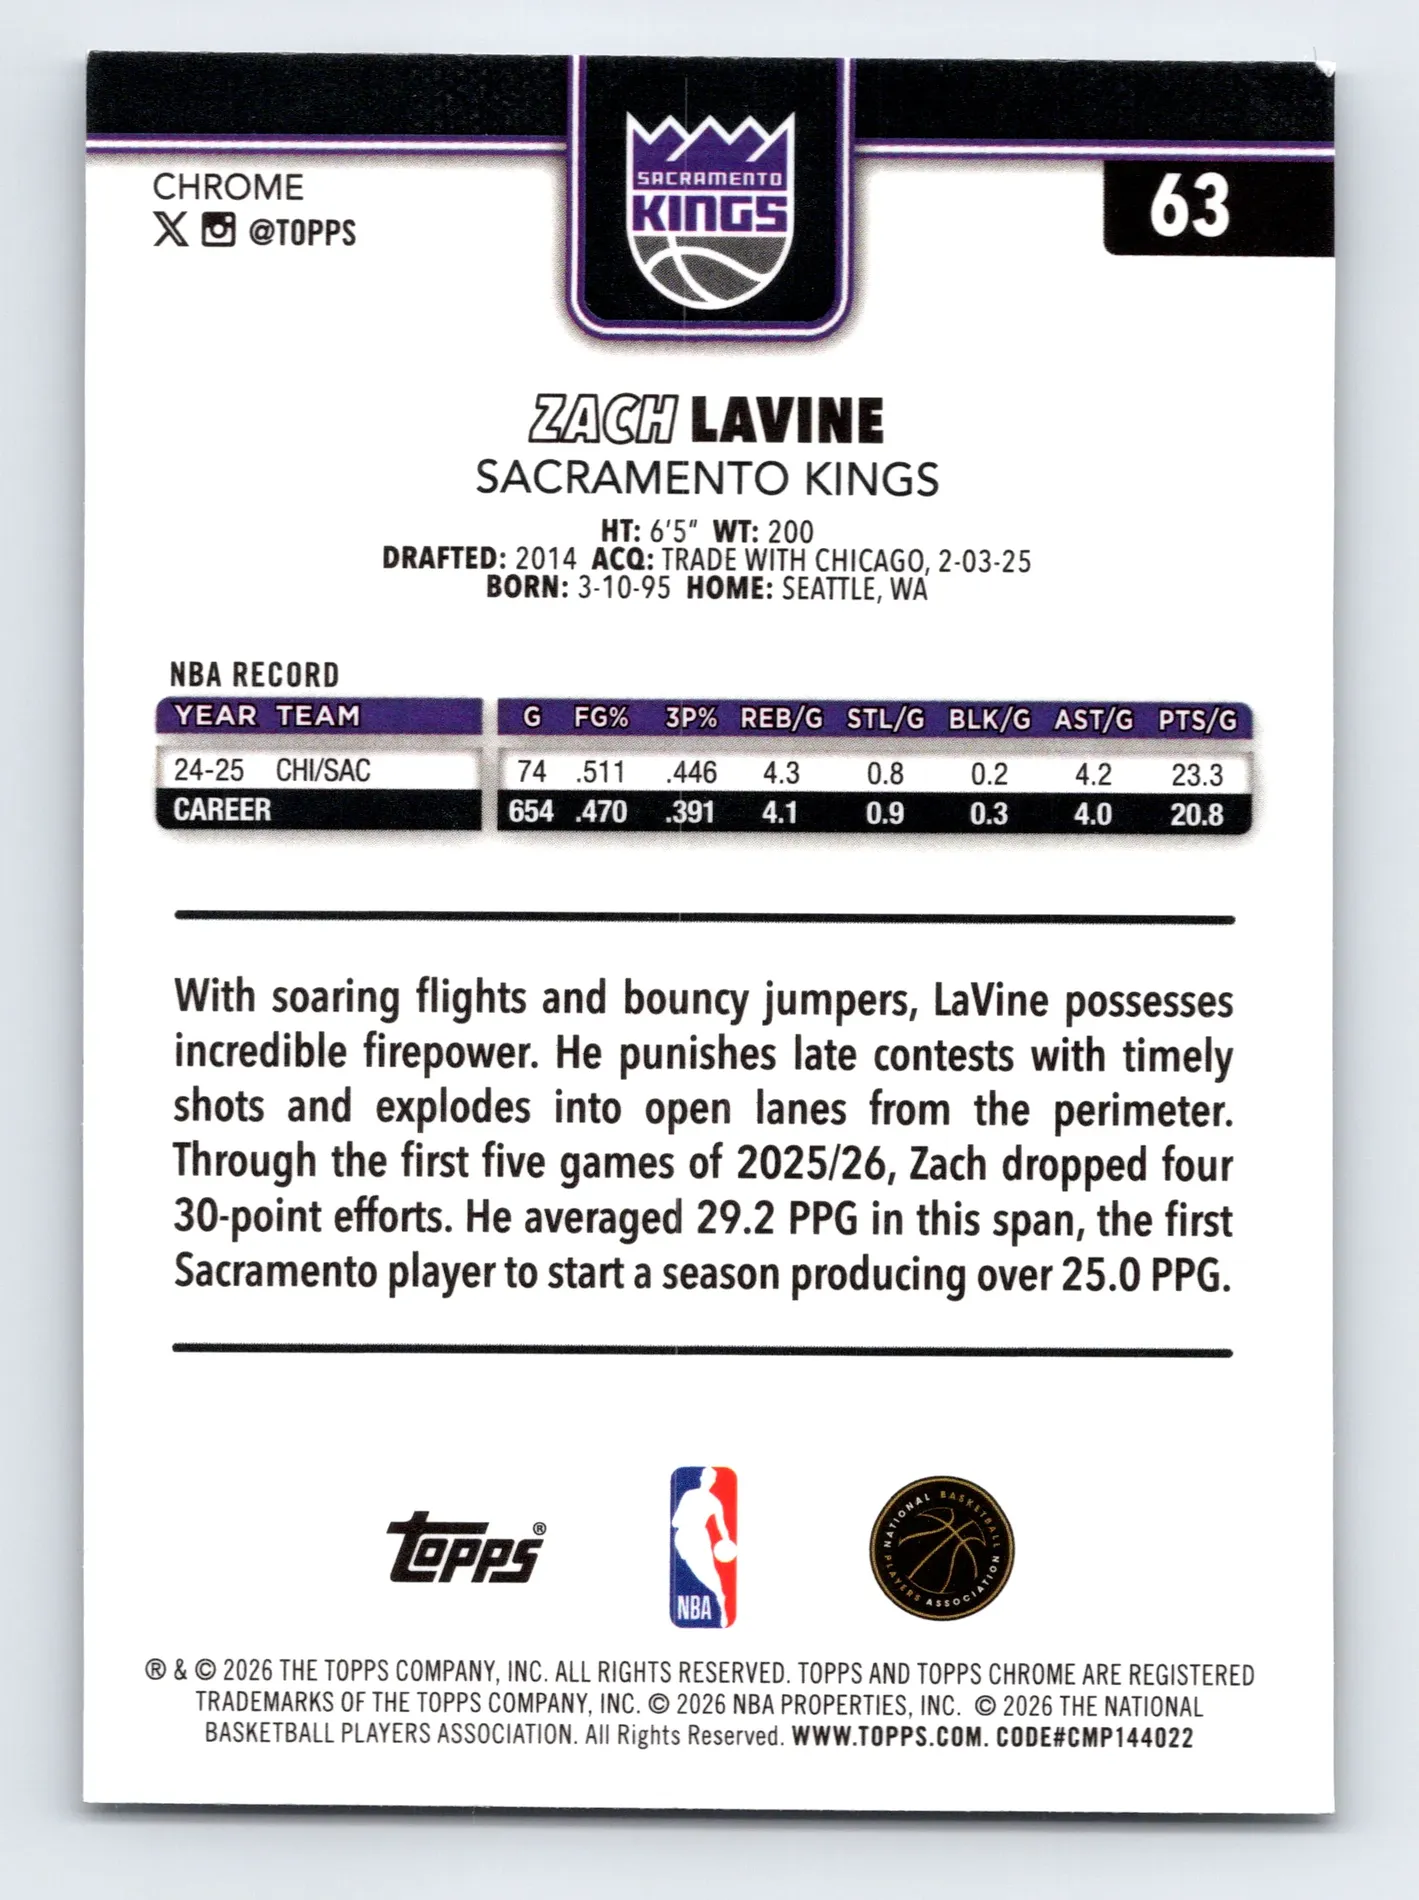 SACRAMENTO
KINGS
CHROME
@TOPPS
63
ZACH LAVINE
SACRAMENTO KINGS
HT: 6'5" WT: 200
DRAFTED: 2014 ACQ: TRADE WITH CHICAGO, 2-03-25
BORN: 3-10-95 HOME: SEATTLE, WA
NBA RECORD
YEAR TEAM G FG% 3P% REB/G STL/G BLK/G AST/G PTS/G
24-25 CHI/SAC 74 .511 .446 4.3 0.8 0.2 4.2 23.3
CAREER 654 .470 .391 4.1 0.9 0.3 4.0 20.8
With soaring flights and bouncy jumpers, LaVine possesses
incredible firepower. He punishes late contests with timely
shots and explodes into open lanes from the perimeter.
Through the first five games of 2025/26, Zach dropped four
30-point efforts. He averaged 29.2 PPG in this span, the first
Sacramento player to start a season producing over 25.0 PPG.
Topps®
NBA
NATIONAL BASKETBALL PLAYERS ASSOCIATION
® & © 2026 THE TOPPS COMPANY, INC. ALL RIGHTS RESERVED. TOPPS AND TOPPS CHROME ARE REGISTERED
TRADEMARKS OF THE TOPPS COMPANY, INC. © 2026 NBA PROPERTIES, INC. © 2026 THE NATIONAL
BASKETBALL PLAYERS ASSOCIATION. All Rights Reserved. WWW.TOPPS.COM. CODE#CMP144022